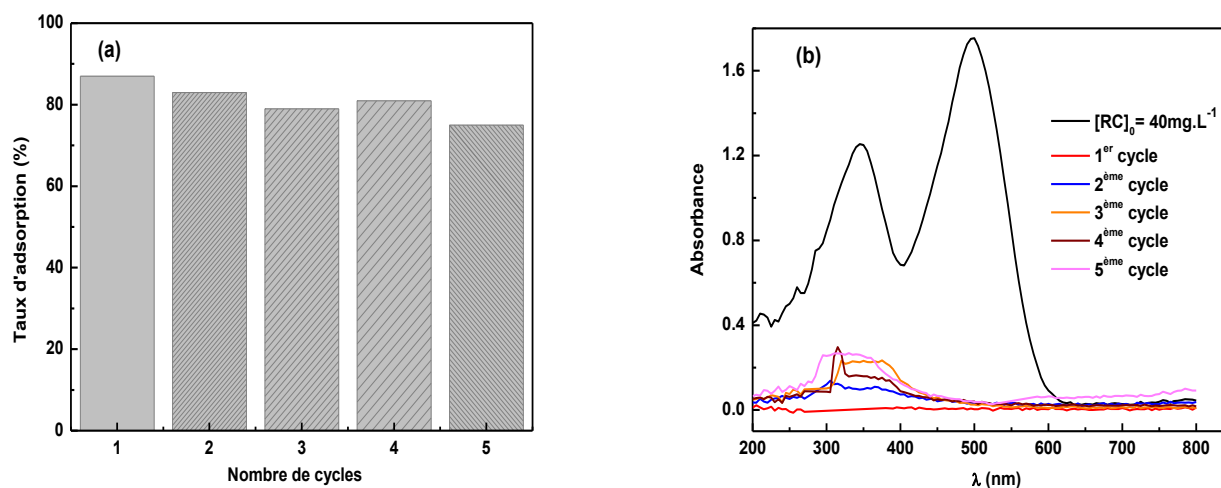 (a)
Taux d'adsorption (%)
100
80
60
40
20
0
1 2 3 4 5
Nombre de cycles
(b)
Absorbance
1.6
1.2
0.8
0.4
0.0
200 300 400 500 600 700 800
λ (nm)
[RC]₀ = 40mg.L⁻¹
1ᵉʳ cycle
2ᵉ̀ᵐᵉ cycle
3ᵉ̀ᵐᵉ cycle
4ᵉ̀ᵐᵉ cycle
5ᵉ̀ᵐᵉ cycle